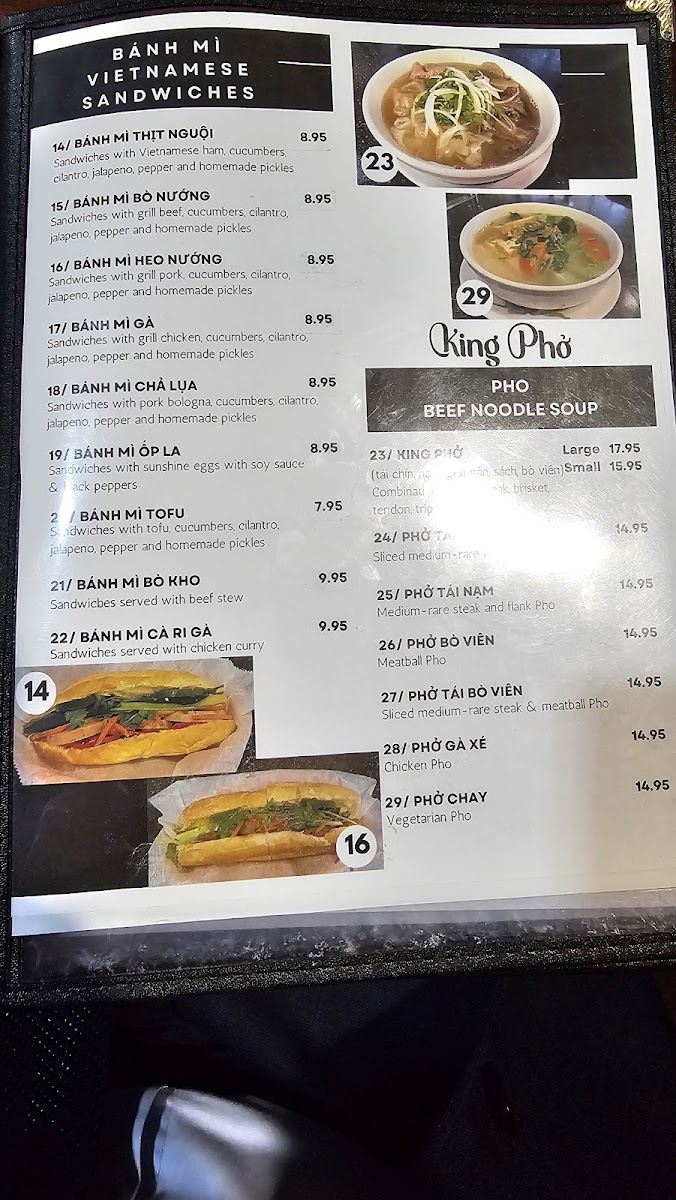 BÁNH MÌ
VIETNAMESE
SANDWICHES
14/ BÁNH MÌ THỊT NGUỘI 8.95
Sandwiches with Vietnamese ham, cucumbers,
cilantro, jalapeno, pepper and homemade pickles
15/ BÁNH MÌ BÒ NƯỚNG 8.95
Sandwiches with grill beef, cucumbers, cilantro,
jalapeno, pepper and homemade pickles
16/ BÁNH MÌ HEO NƯỚNG 8.95
Sandwiches with grill pork, cucumbers, cilantro,
jalapeno, pepper and homemade pickles
17/ BÁNH MÌ GÀ 8.95
Sandwiches with grill chicken, cucumbers, cilantro,
jalapeno, pepper and homemade pickles
18/ BÁNH MÌ CHẢ LỤA 8.95
Sandwiches with pork bologna, cucumbers, cilantro,
jalapeno, pepper and homemade pickles
19/ BÁNH MÌ ỐP LA 8.95
Sandwiches with sunshine eggs with soy sauce
& black peppers
BÁNH MÌ TOFU 7.95
Sandwiches with tofu, cucumbers, cilantro,
jalapeno, pepper and homemade pickles
21/ BÁNH MÌ BÒ KHO 9.95
Sandwiches served with beef stew
22/ BÁNH MÌ CÀ RI GÀ 9.95
Sandwiches served with chicken curry
14
16
23
29
King Phở
PHO
BEEF NOODLE SOUP
23/ KING PHỞ Large 17.95
(tái chín, sách, bò viên) Small 15.95
brisket,
tendon,
24/ PHỞ 14.95
Sliced medium-rare
25/ PHỞ TÁI NẠM 14.95
Medium-rare steak and flank Pho
26/ PHỞ BÒ VIÊN 14.95
Meatball Pho
27/ PHỞ TÁI BÒ VIÊN 14.95
Sliced medium-rare steak & meatball Pho
28/ PHỞ GÀ XÉ 14.95
Chicken Pho
29/ PHỞ CHAY 14.95
Vegetarian Pho